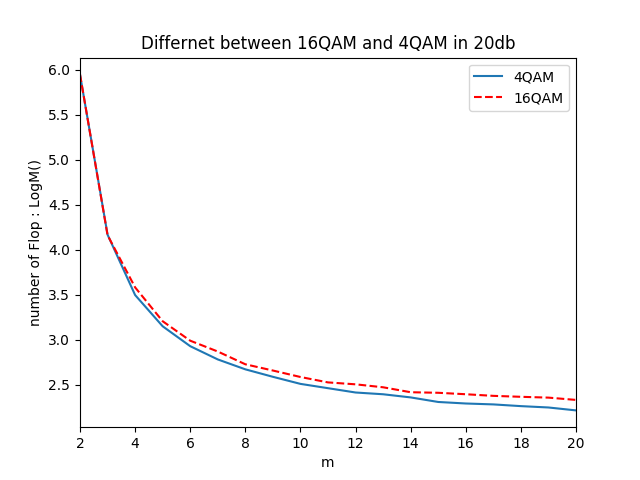 Differnet between 16QAM and 4QAM in 20db
4QAM
16QAM
number of Flop : LogM()
6.0
5.5
5.0
4.5
4.0
3.5
3.0
2.5
2 4 6 8 10 12 14 16 18 20
m